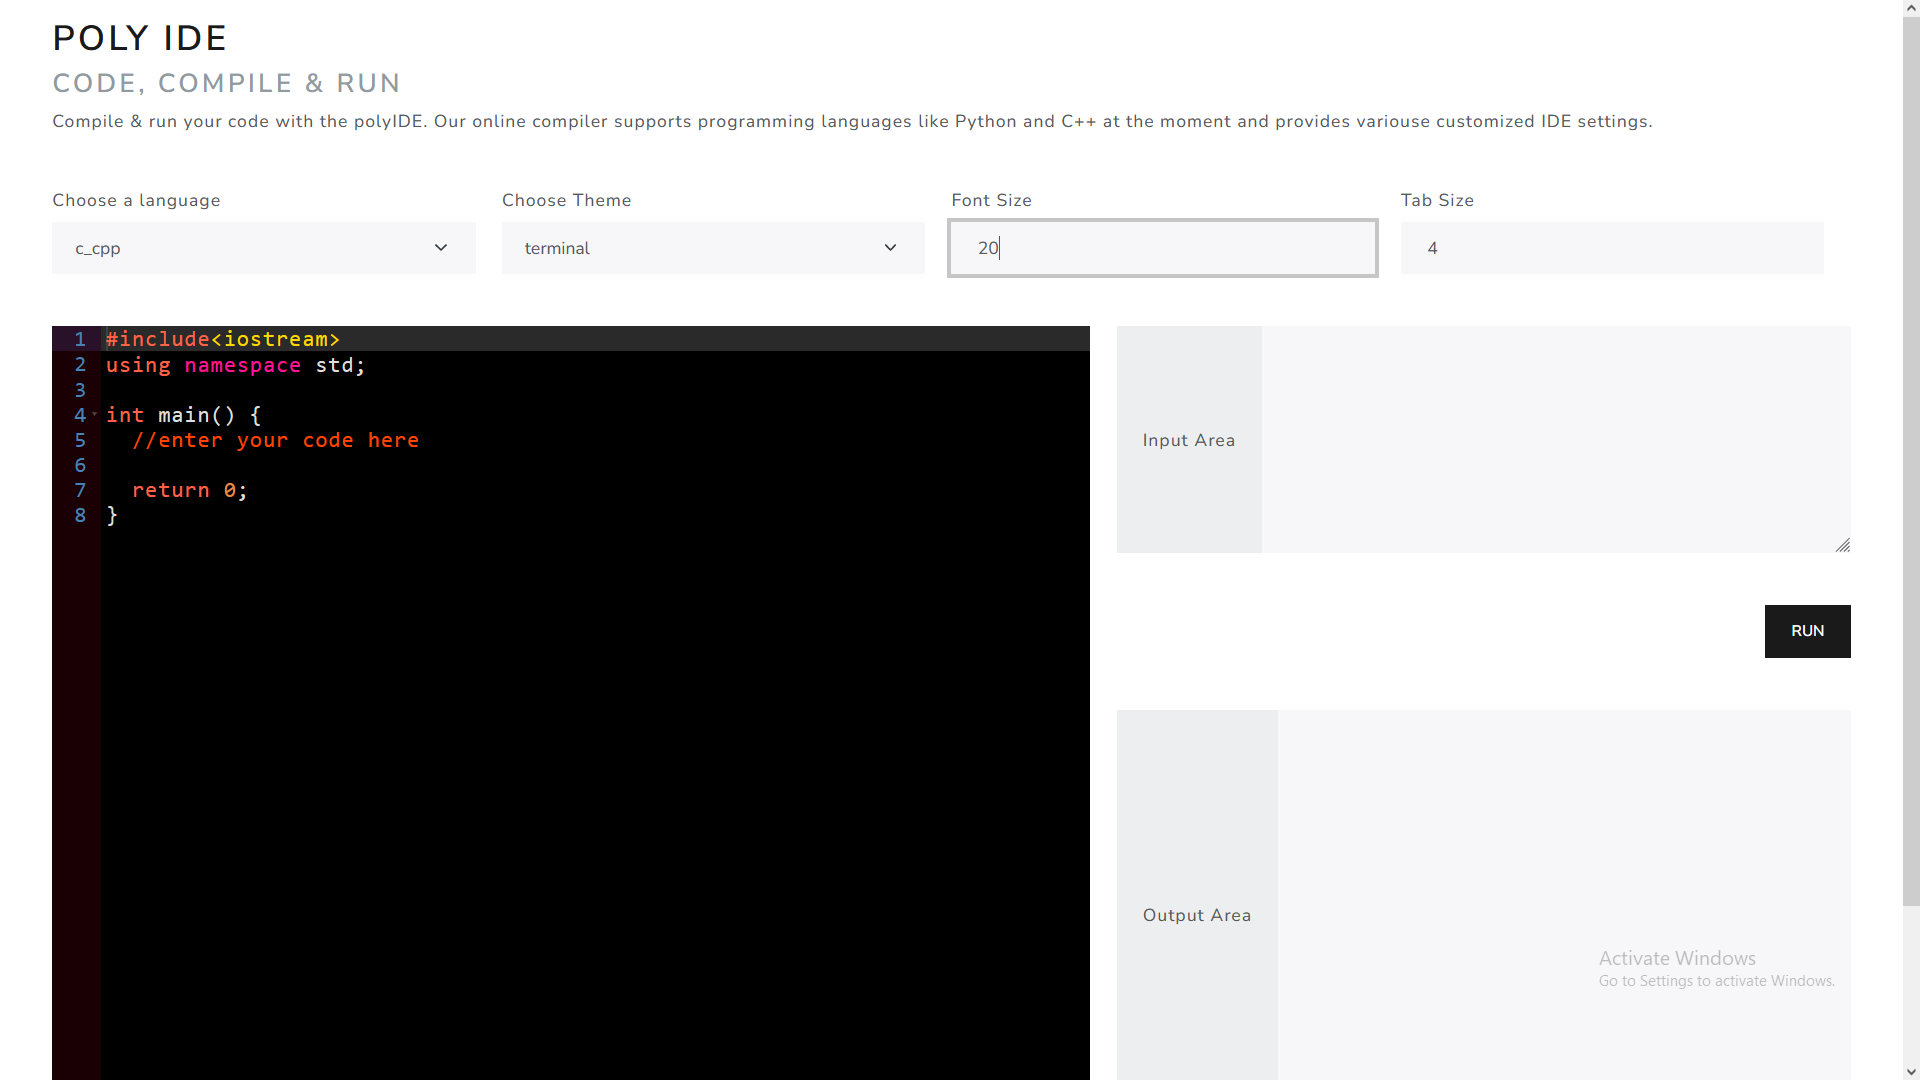 POLY IDE
CODE, COMPILE & RUN
Compile & run your code with the polyIDE. Our online compiler supports programming languages like Python and C++ at the moment and provides variouse customized IDE settings.
Choose a language
Choose Theme
Font Size
Tab Size
c_cpp
terminal
20
4
1 #include<iostream>
2 using namespace std;
3
4 int main() {
5 //enter your code here
6
7 return 0;
8 }
Input Area
RUN
Output Area
Activate Windows
Go to Settings to activate Windows.